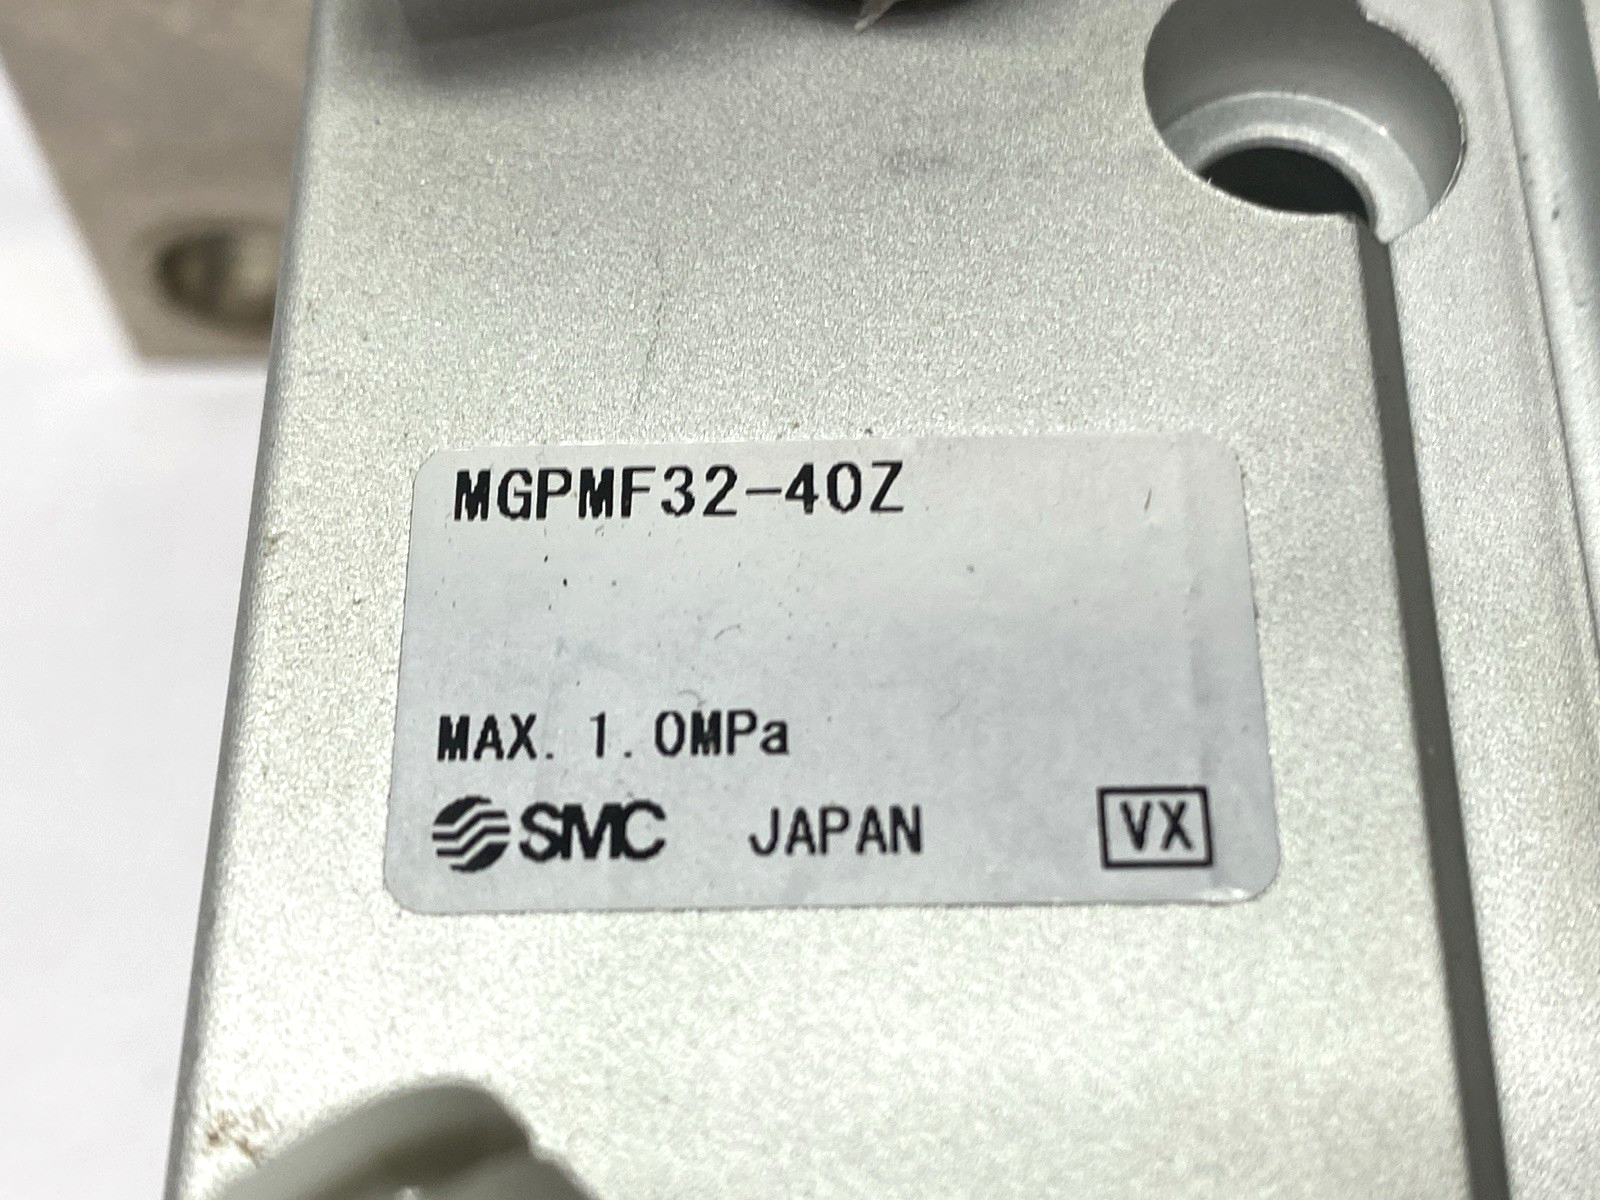 MGPMF32-40Z
MAX. 1.0MPa
SMC JAPAN VX